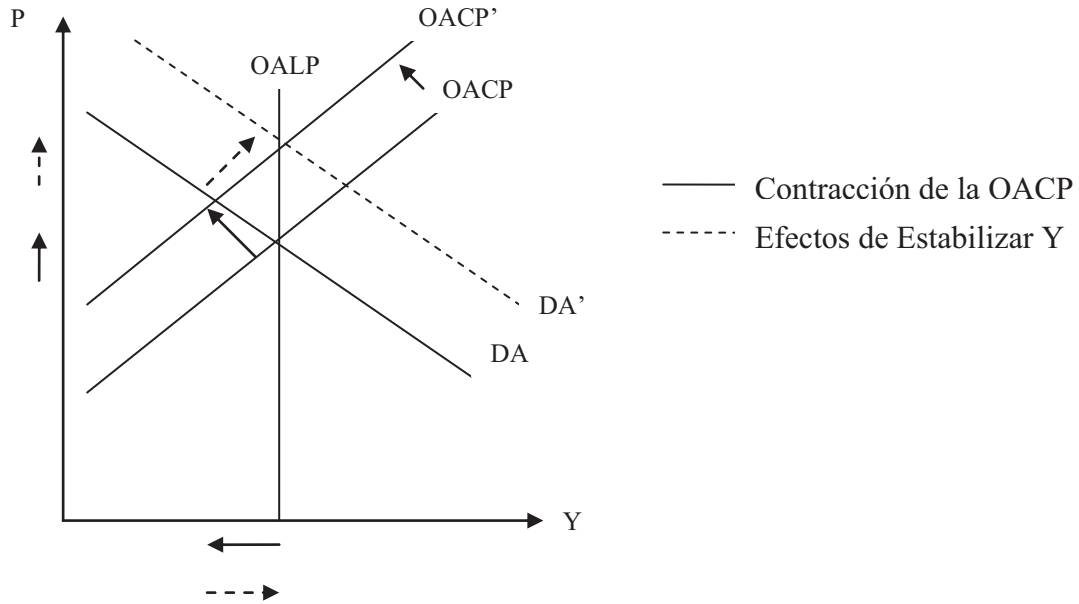 P
OACP’
OALP
OACP
Contracción de la OACP
Efectos de Estabilizar Y
DA’
DA
Y